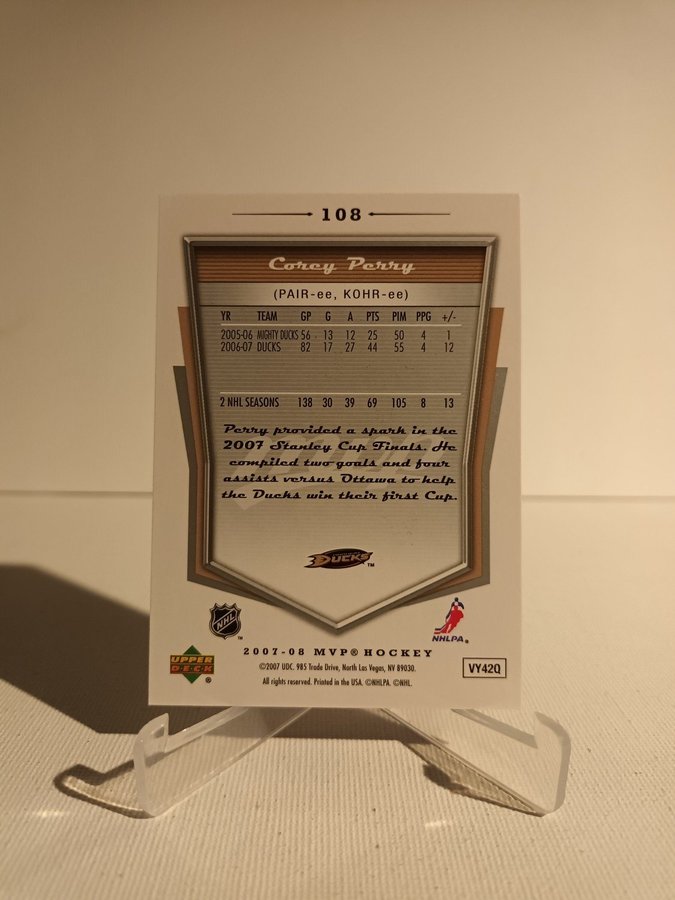 108
Corey Perry
(PAIR-ee, KOHR-ee)
YR TEAM GP G A PTS PIM PPG +/-
2005-06 MIGHTY DUCKS 56 13 12 25 50 4 1
2006-07 DUCKS 82 17 27 44 55 4 12
2 NHL SEASONS 138 30 39 69 105 8 13
Perry provided a spark in the
2007 Stanley Cup Finals. He
compiled two goals and four
assists versus Ottawa to help
the Ducks win their first Cup.
DUCKS™
NHL™
NHLPA®
2007-08 MVP® HOCKEY
UPPER DECK®
©2007 UDC. 985 Trade Drive, North Las Vegas, NV 89030.
All rights reserved. Printed in the USA. ©NHLPA. ©NHL.
VY42Q